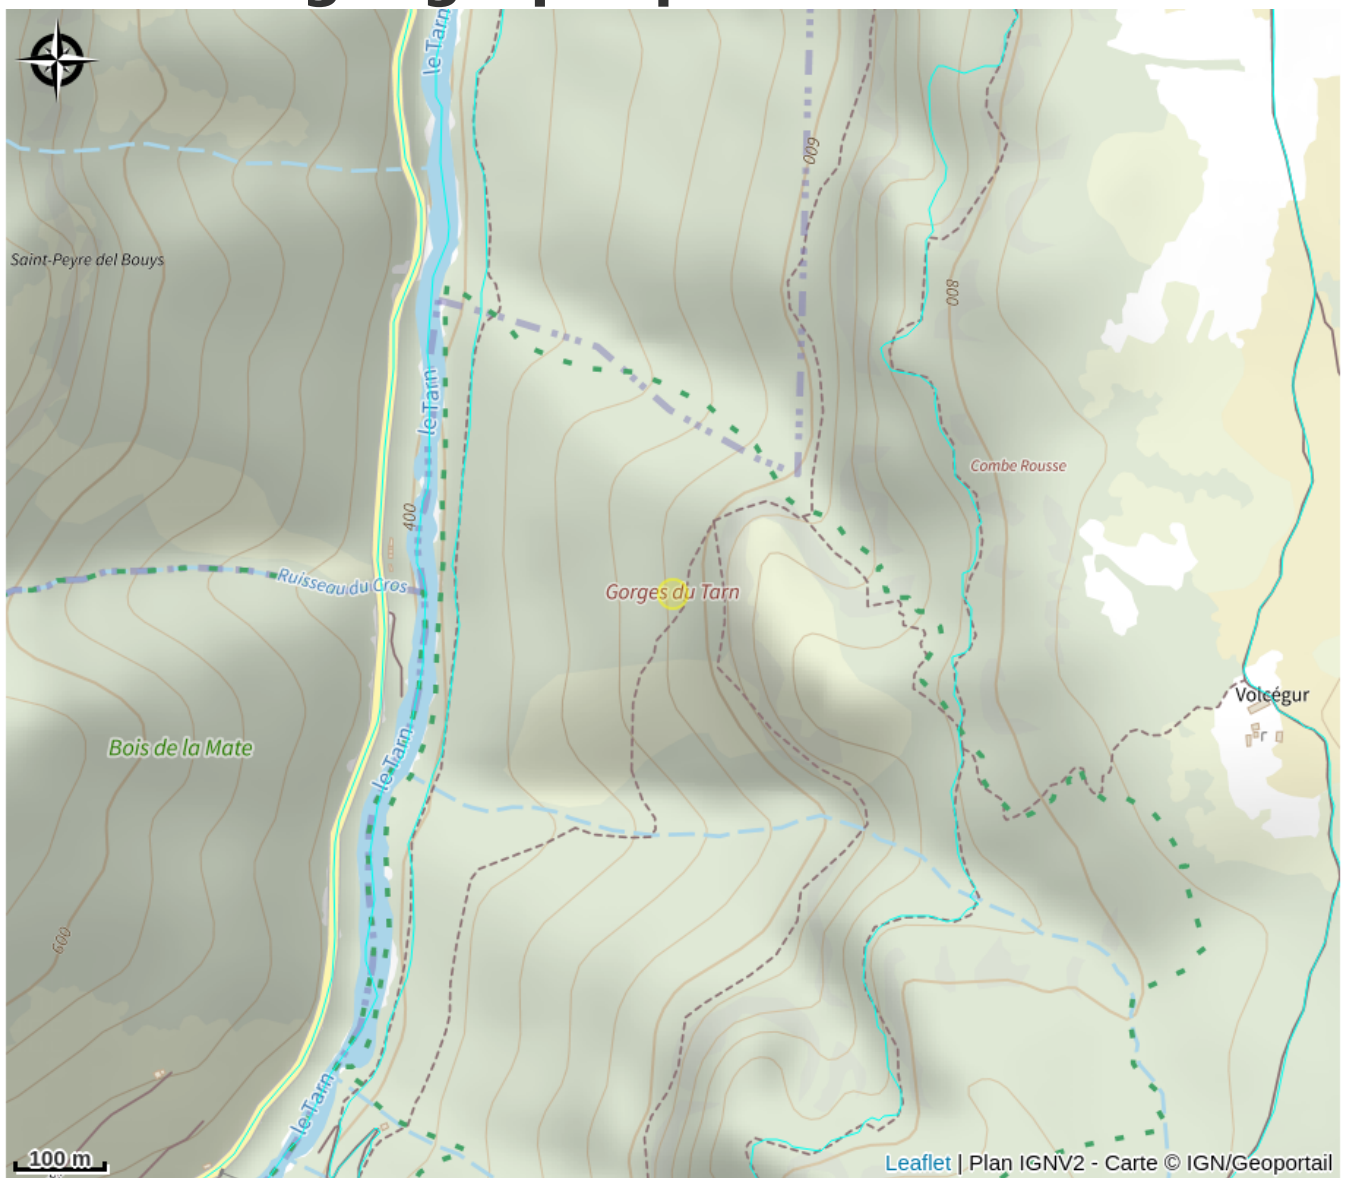 le Tarn
600
Saint-Peyre del Bouys
800
le Tarn
Combe Rousse
400
Ruisseau du Cros
Gorges du Tarn
Volcégur
Bois de la Mate
le Tarn
600
le Tarn
100 m
Leaflet | Plan IGNV2 - Carte © IGN/Geoportail